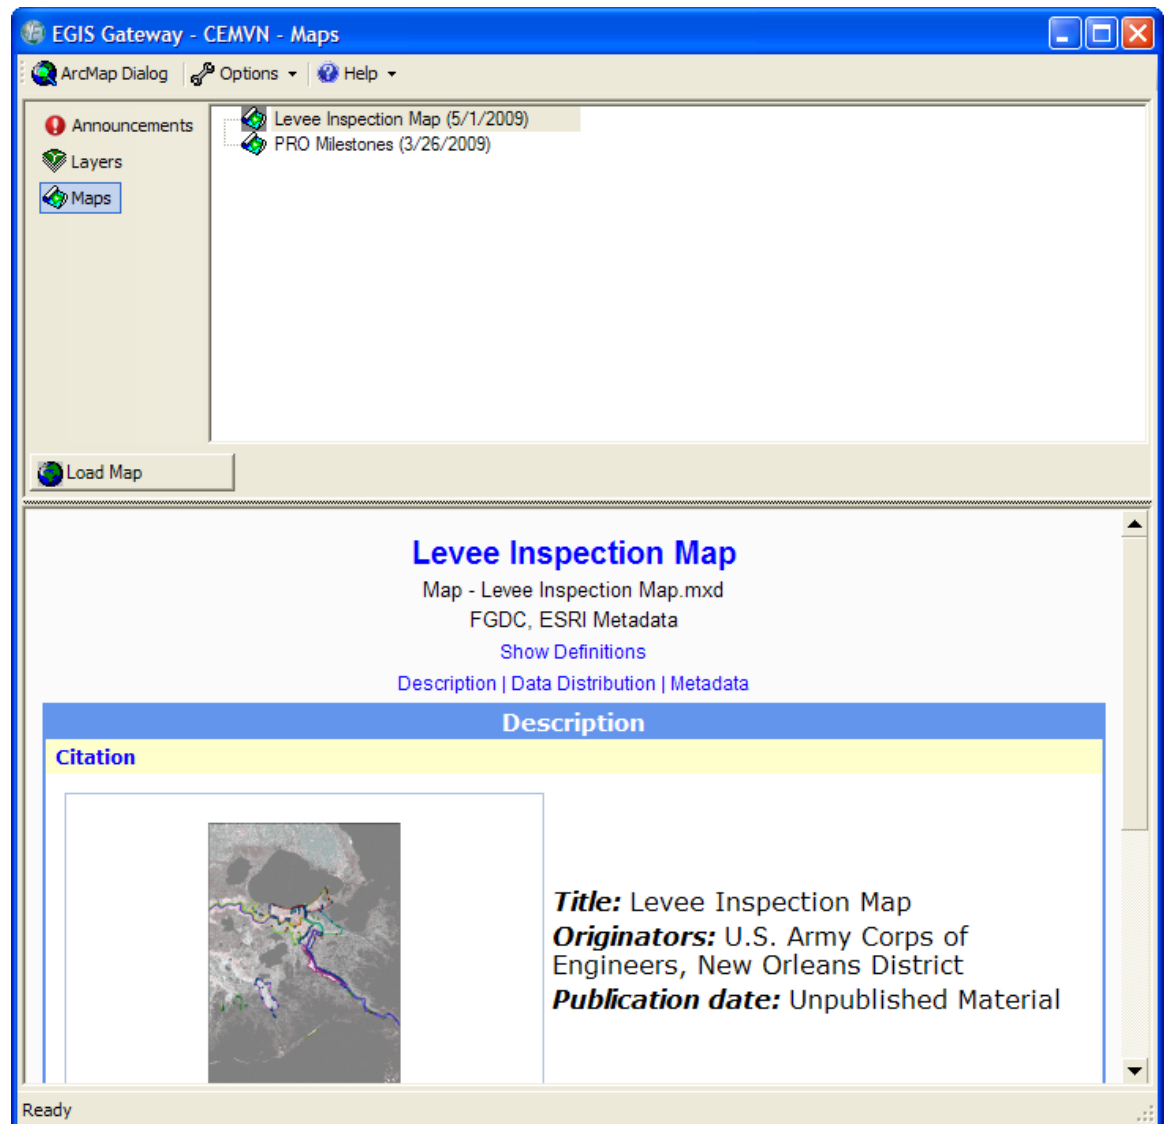 EGIS Gateway - CEMVN - Maps
ArcMap Dialog Options Help
Announcements
Layers
Maps
Levee Inspection Map (5/1/2009)
PRO Milestones (3/26/2009)
Load Map
Levee Inspection Map
Map - Levee Inspection Map.mxd
FGDC, ESRI Metadata
Show Definitions
Description | Data Distribution | Metadata
Description
Citation
Title: Levee Inspection Map
Originators: U.S. Army Corps of
Engineers, New Orleans District
Publication date: Unpublished Material
Ready